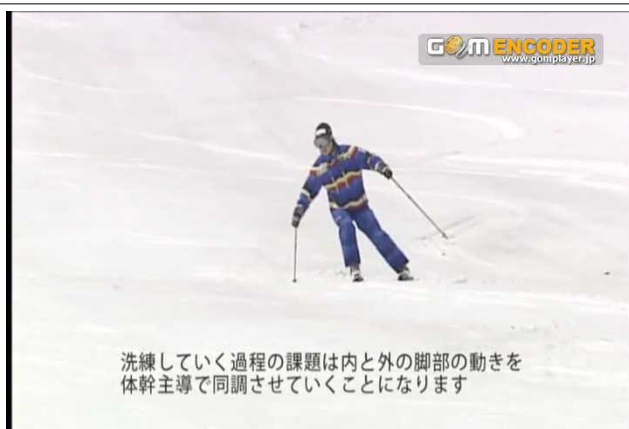 GOM ENCODER
www.gomplayer.jp
洗練していく過程の課題は内と外の脚部の動きを
体幹主導で同調させていくことになります